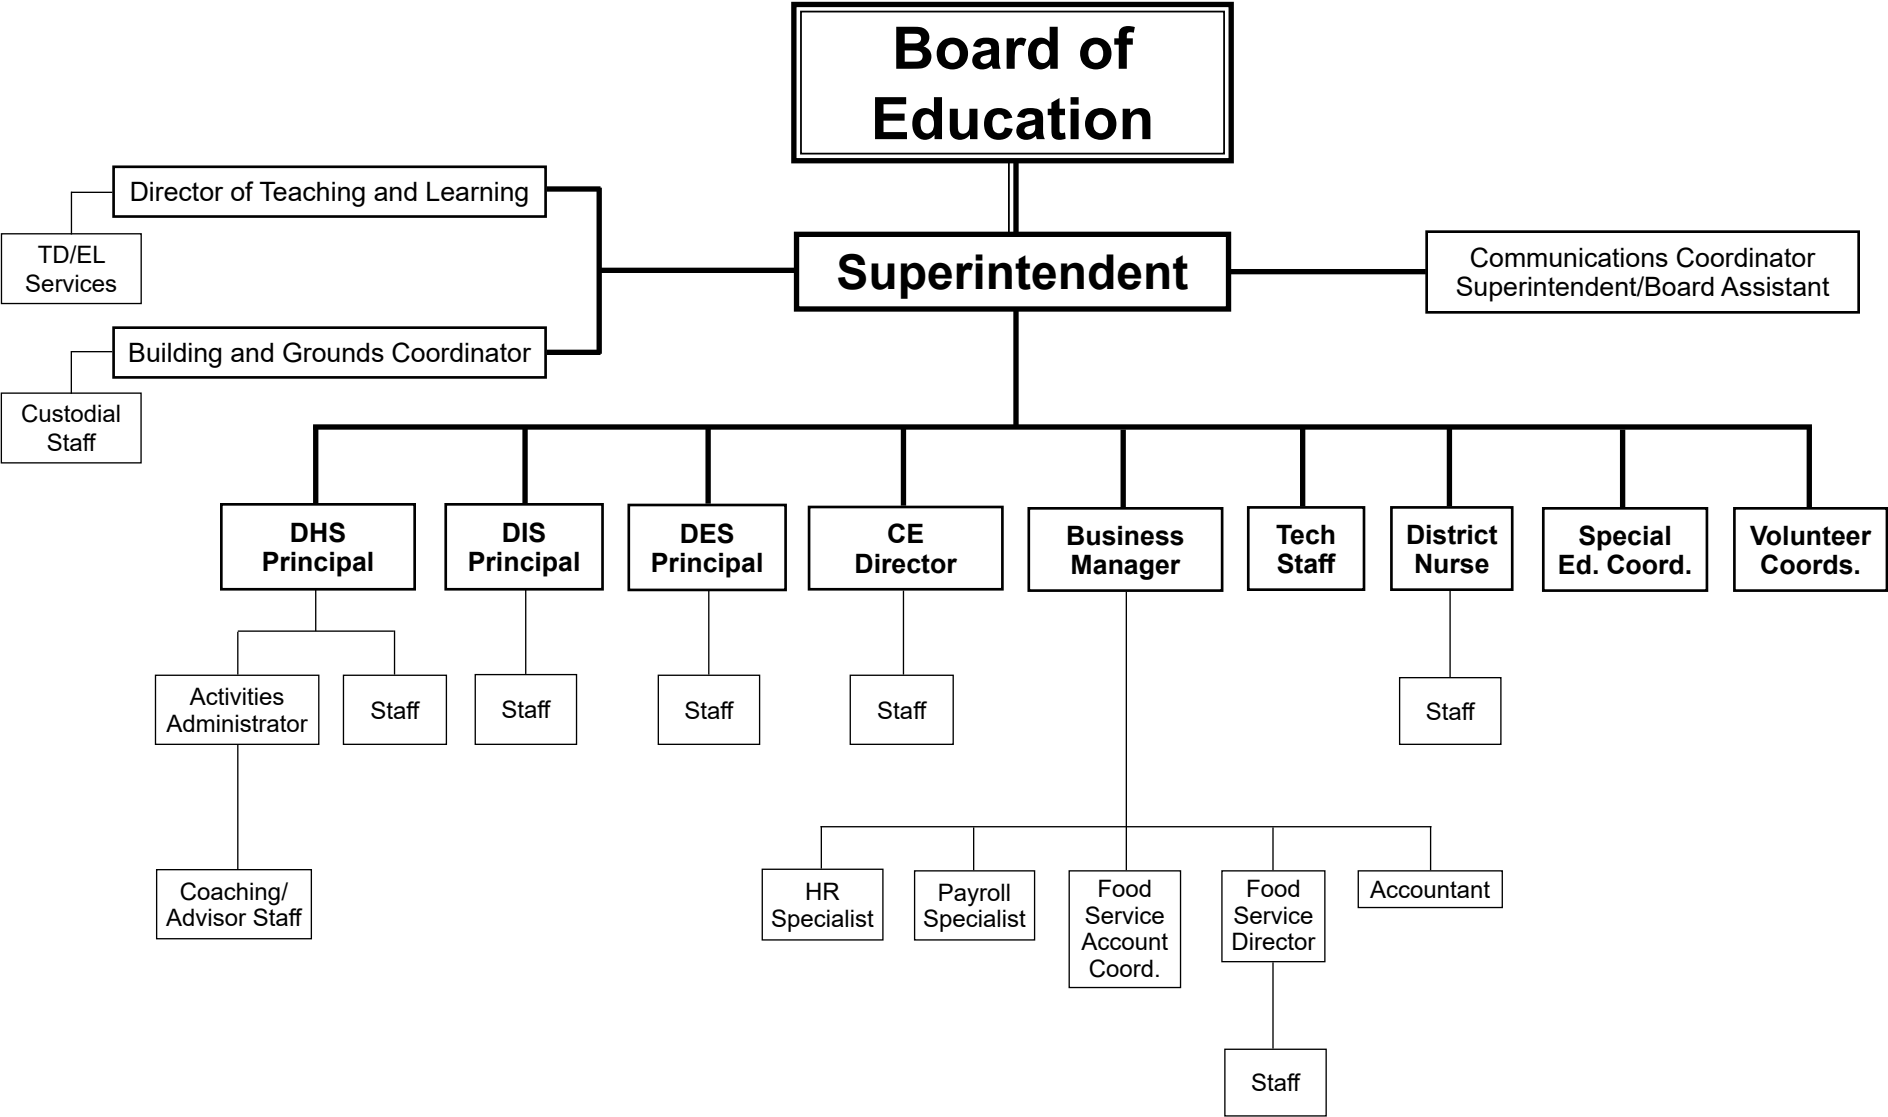 Board of
Education
Director of Teaching and Learning
TD/EL
Services
Superintendent
Communications Coordinator
Superintendent/Board Assistant
Building and Grounds Coordinator
Custodial
Staff
DHS
Principal
DIS
Principal
DES
Principal
CE
Director
Business
Manager
Tech
Staff
District
Nurse
Special
Ed. Coord.
Volunteer
Coords.
Activities
Administrator
Staff
Staff
Staff
Staff
Staff
Coaching/
Advisor Staff
HR
Specialist
Payroll
Specialist
Food
Service
Account
Coord.
Food
Service
Director
Accountant
Staff